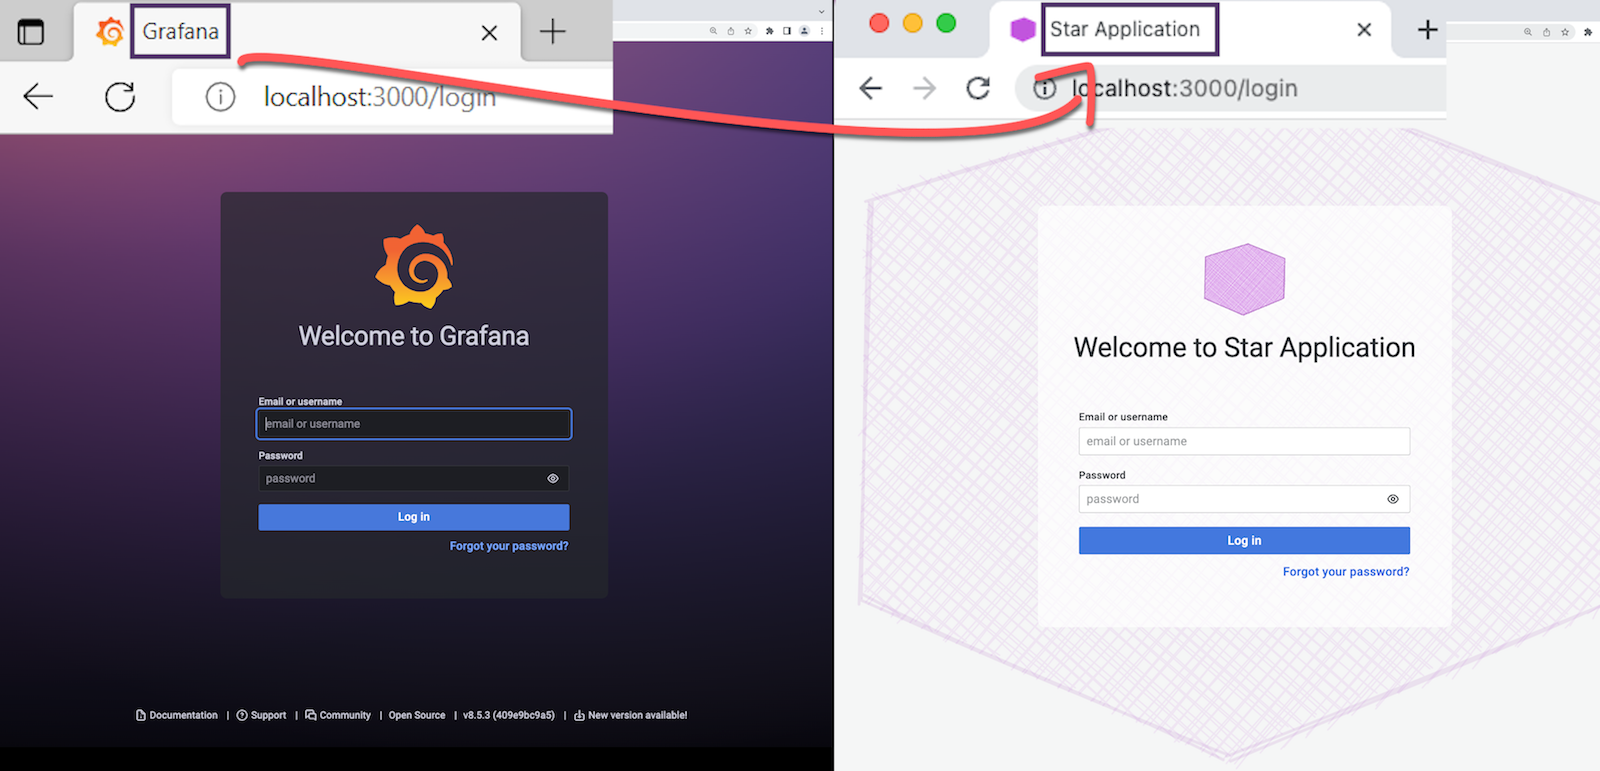 Grafana
localhost:3000/login
Welcome to Grafana
Email or username
email or username
Password
password
Log in
Forgot your password?
Documentation | Support | Community | Open Source | v8.5.3 (409e9bc9a5) | New version available!
Star Application
localhost:3000/login
Welcome to Star Application
Email or username
email or username
Password
password
Log in
Forgot your password?